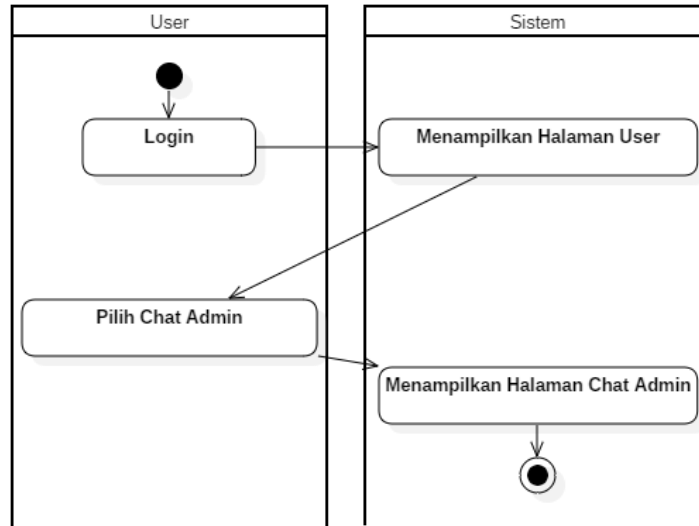 User
Sistem
Login
Menampilkan Halaman User
Pilih Chat Admin
Menampilkan Halaman Chat Admin